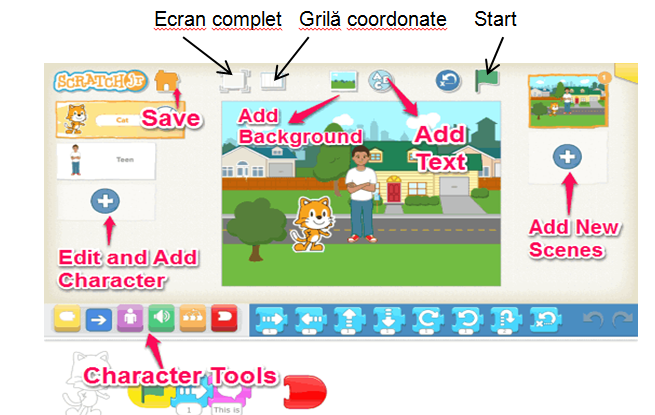 Ecran complet Grilă coordonate Start
SCRATCHJr
Cat
Save
Teen
Edit and Add
Character
Add
Background
Add
Text
1
Add New
Scenes
Character Tools
1
This is